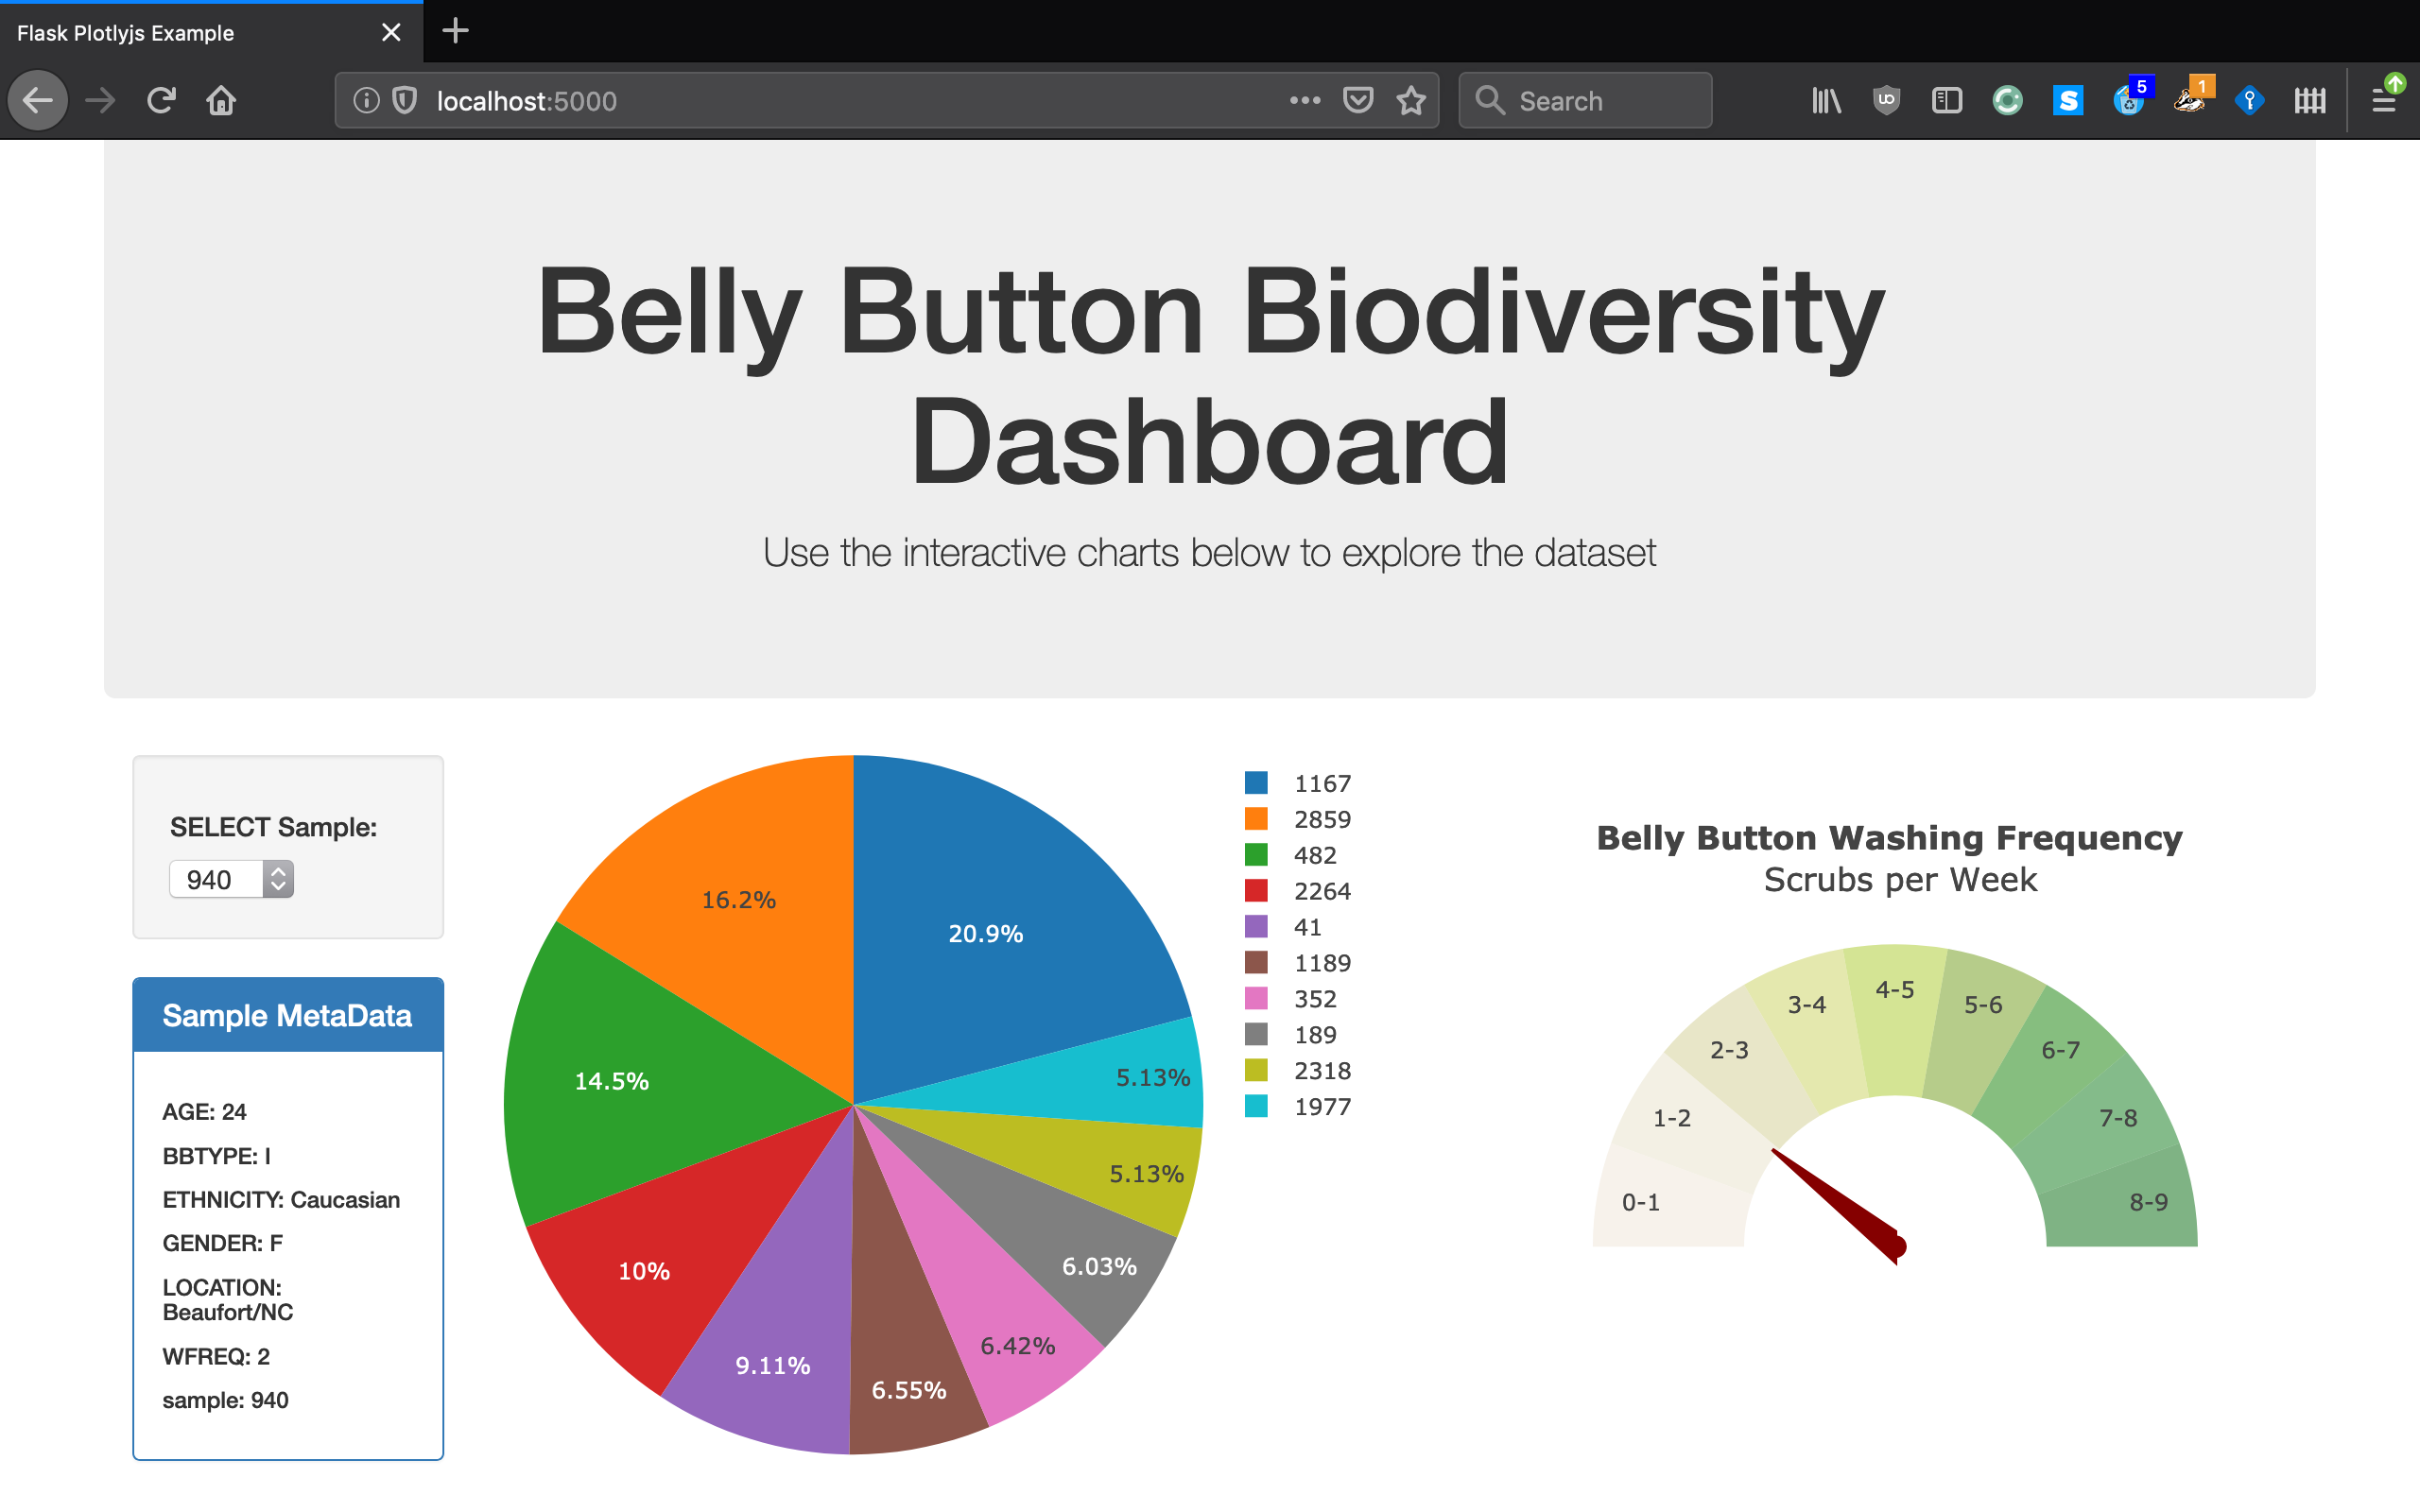 Flask Plotlyjs Example
localhost:5000
Search
5
1
Belly Button Biodiversity
Dashboard
Use the interactive charts below to explore the dataset
SELECT Sample:
940
Sample MetaData
AGE: 24
BBTYPE: I
ETHNICITY: Caucasian
GENDER: F
LOCATION:
Beaufort/NC
WFREQ: 2
sample: 940
16.2%
20.9%
14.5%
5.13%
5.13%
10%
6.03%
6.42%
9.11%
6.55%
1167
2859
482
2264
41
1189
352
189
2318
1977
Belly Button Washing Frequency
Scrubs per Week
0-1
1-2
2-3
3-4
4-5
5-6
6-7
7-8
8-9